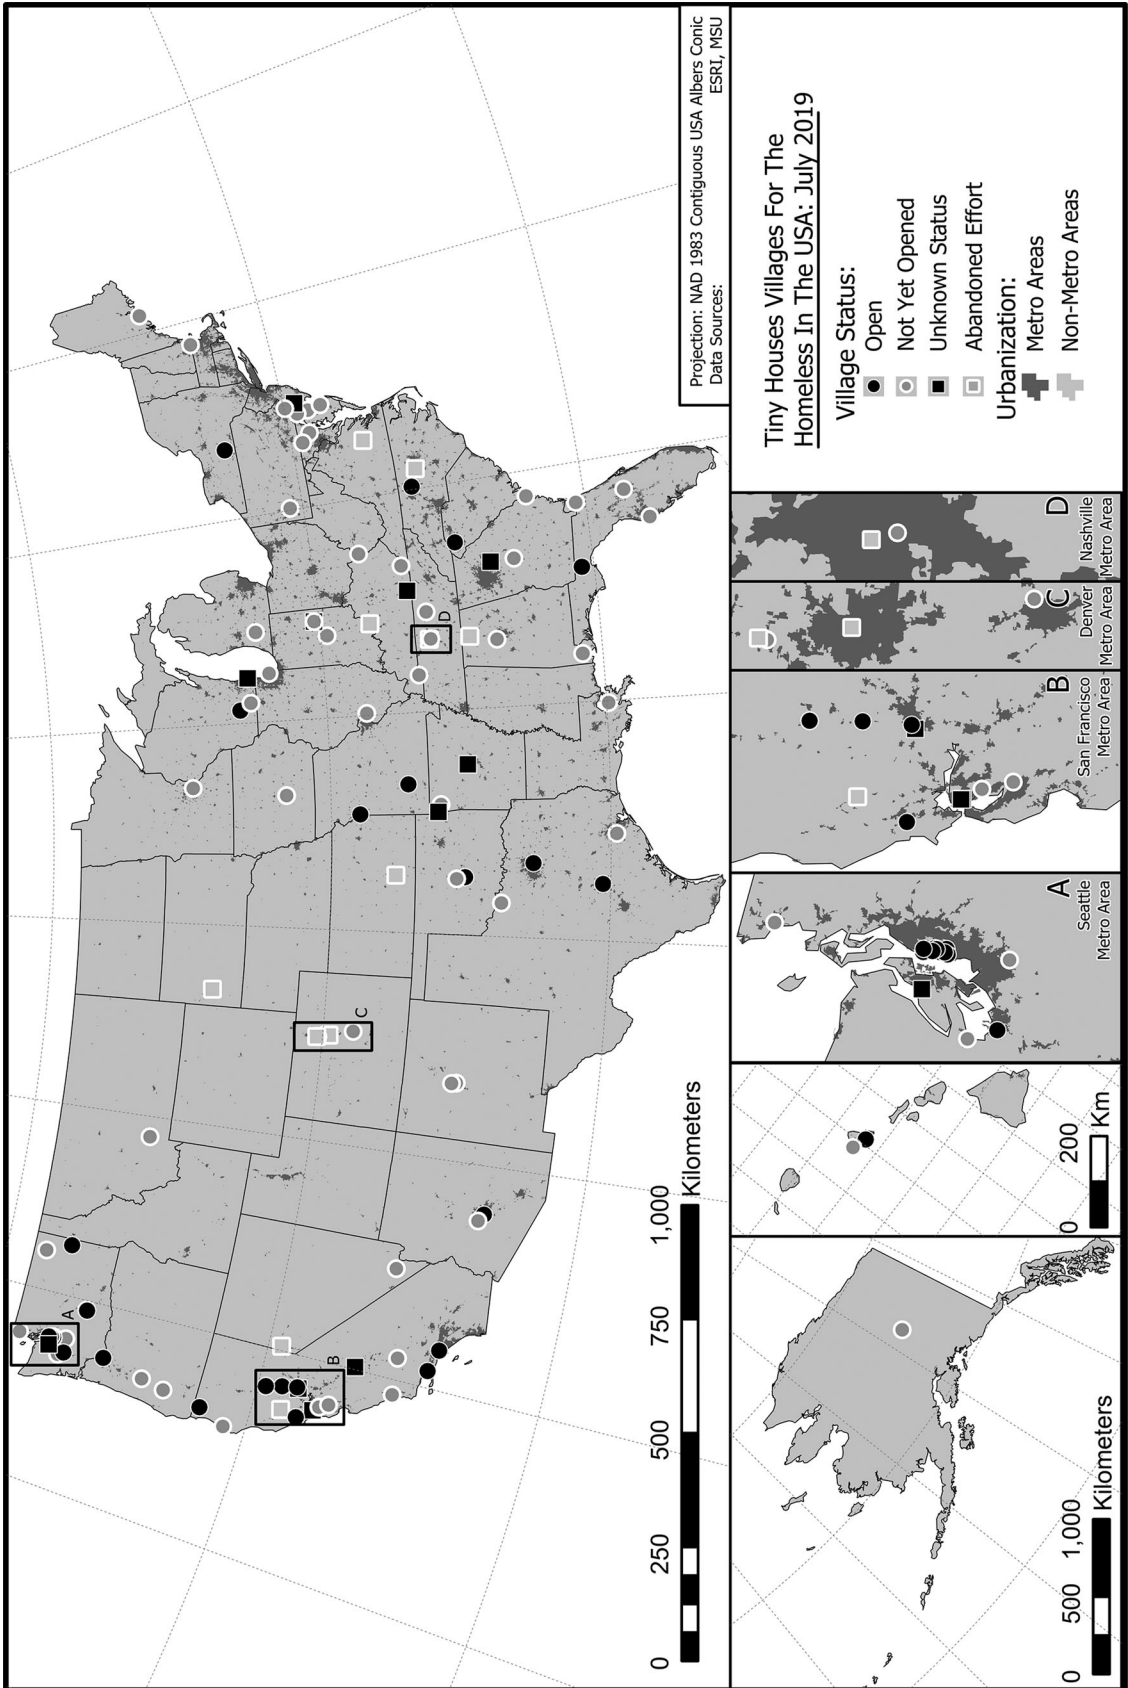 A
B
C
D
0 250 500 750 1,000
Kilometers
Projection: NAD 1983 Contiguous USA Albers Conic
Data Sources: ESRI, MSU
0 500 1,000
Kilometers
0 200
Km
A
Seattle
Metro Area
B
San Francisco
Metro Area
C
Denver
Metro Area
D
Nashville
Metro Area
Tiny Houses Villages For The
Homeless In The USA: July 2019
Village Status:
Open
Not Yet Opened
Unknown Status
Abandoned Effort
Urbanization:
Metro Areas
Non-Metro Areas